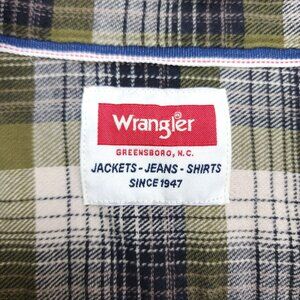 Wrangler
GREENSBORO, N.C.
JACKETS - JEANS - SHIRTS
SINCE 1947